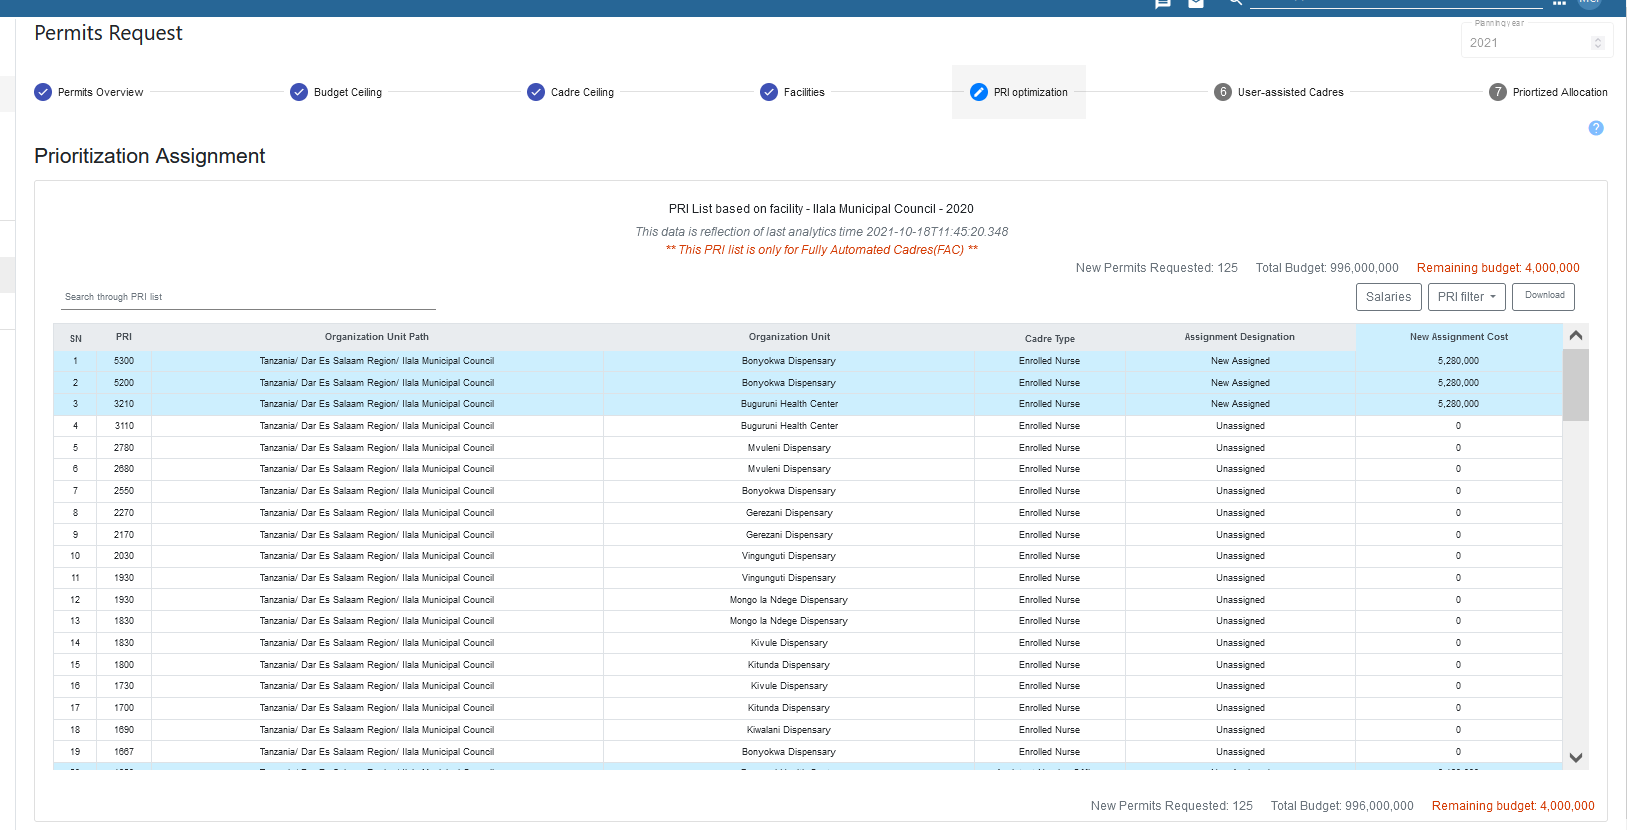 Permits Request
Planning year
2021
Permits Overview
Budget Ceiling
Cadre Ceiling
Facilities
PRI optimization
6 User-assisted Cadres
7 Priortized Allocation
?
Prioritization Assignment
PRI List based on facility - Ilala Municipal Council - 2020
This data is reflection of last analytics time 2021-10-18T11:45:20.348
** This PRI list is only for Fully Automated Cadres(FAC) **
New Permits Requested: 125 Total Budget: 996,000,000 Remaining budget: 4,000,000
Search through PRI list
Salaries PRI filter Download
SN PRI Organization Unit Path Organization Unit Cadre Type Assignment Designation New Assignment Cost
1 5300 Tanzania/ Dar Es Salaam Region/ Ilala Municipal Council Bonyokwa Dispensary Enrolled Nurse New Assigned 5,280,000
2 5200 Tanzania/ Dar Es Salaam Region/ Ilala Municipal Council Bonyokwa Dispensary Enrolled Nurse New Assigned 5,280,000
3 3210 Tanzania/ Dar Es Salaam Region/ Ilala Municipal Council Buguruni Health Center Enrolled Nurse New Assigned 5,280,000
4 3110 Tanzania/ Dar Es Salaam Region/ Ilala Municipal Council Buguruni Health Center Enrolled Nurse Unassigned 0
5 2780 Tanzania/ Dar Es Salaam Region/ Ilala Municipal Council Mvuleni Dispensary Enrolled Nurse Unassigned 0
6 2680 Tanzania/ Dar Es Salaam Region/ Ilala Municipal Council Mvuleni Dispensary Enrolled Nurse Unassigned 0
7 2550 Tanzania/ Dar Es Salaam Region/ Ilala Municipal Council Bonyokwa Dispensary Enrolled Nurse Unassigned 0
8 2270 Tanzania/ Dar Es Salaam Region/ Ilala Municipal Council Gerezani Dispensary Enrolled Nurse Unassigned 0
9 2170 Tanzania/ Dar Es Salaam Region/ Ilala Municipal Council Gerezani Dispensary Enrolled Nurse Unassigned 0
10 2030 Tanzania/ Dar Es Salaam Region/ Ilala Municipal Council Vingunguti Dispensary Enrolled Nurse Unassigned 0
11 1930 Tanzania/ Dar Es Salaam Region/ Ilala Municipal Council Vingunguti Dispensary Enrolled Nurse Unassigned 0
12 1930 Tanzania/ Dar Es Salaam Region/ Ilala Municipal Council Mongo la Ndege Dispensary Enrolled Nurse Unassigned 0
13 1830 Tanzania/ Dar Es Salaam Region/ Ilala Municipal Council Mongo la Ndege Dispensary Enrolled Nurse Unassigned 0
14 1830 Tanzania/ Dar Es Salaam Region/ Ilala Municipal Council Kivule Dispensary Enrolled Nurse Unassigned 0
15 1800 Tanzania/ Dar Es Salaam Region/ Ilala Municipal Council Kitunda Dispensary Enrolled Nurse Unassigned 0
16 1730 Tanzania/ Dar Es Salaam Region/ Ilala Municipal Council Kivule Dispensary Enrolled Nurse Unassigned 0
17 1700 Tanzania/ Dar Es Salaam Region/ Ilala Municipal Council Kitunda Dispensary Enrolled Nurse Unassigned 0
18 1690 Tanzania/ Dar Es Salaam Region/ Ilala Municipal Council Kiwalani Dispensary Enrolled Nurse Unassigned 0
19 1667 Tanzania/ Dar Es Salaam Region/ Ilala Municipal Council Bonyokwa Dispensary Enrolled Nurse Unassigned 0
New Permits Requested: 125 Total Budget: 996,000,000 Remaining budget: 4,000,000